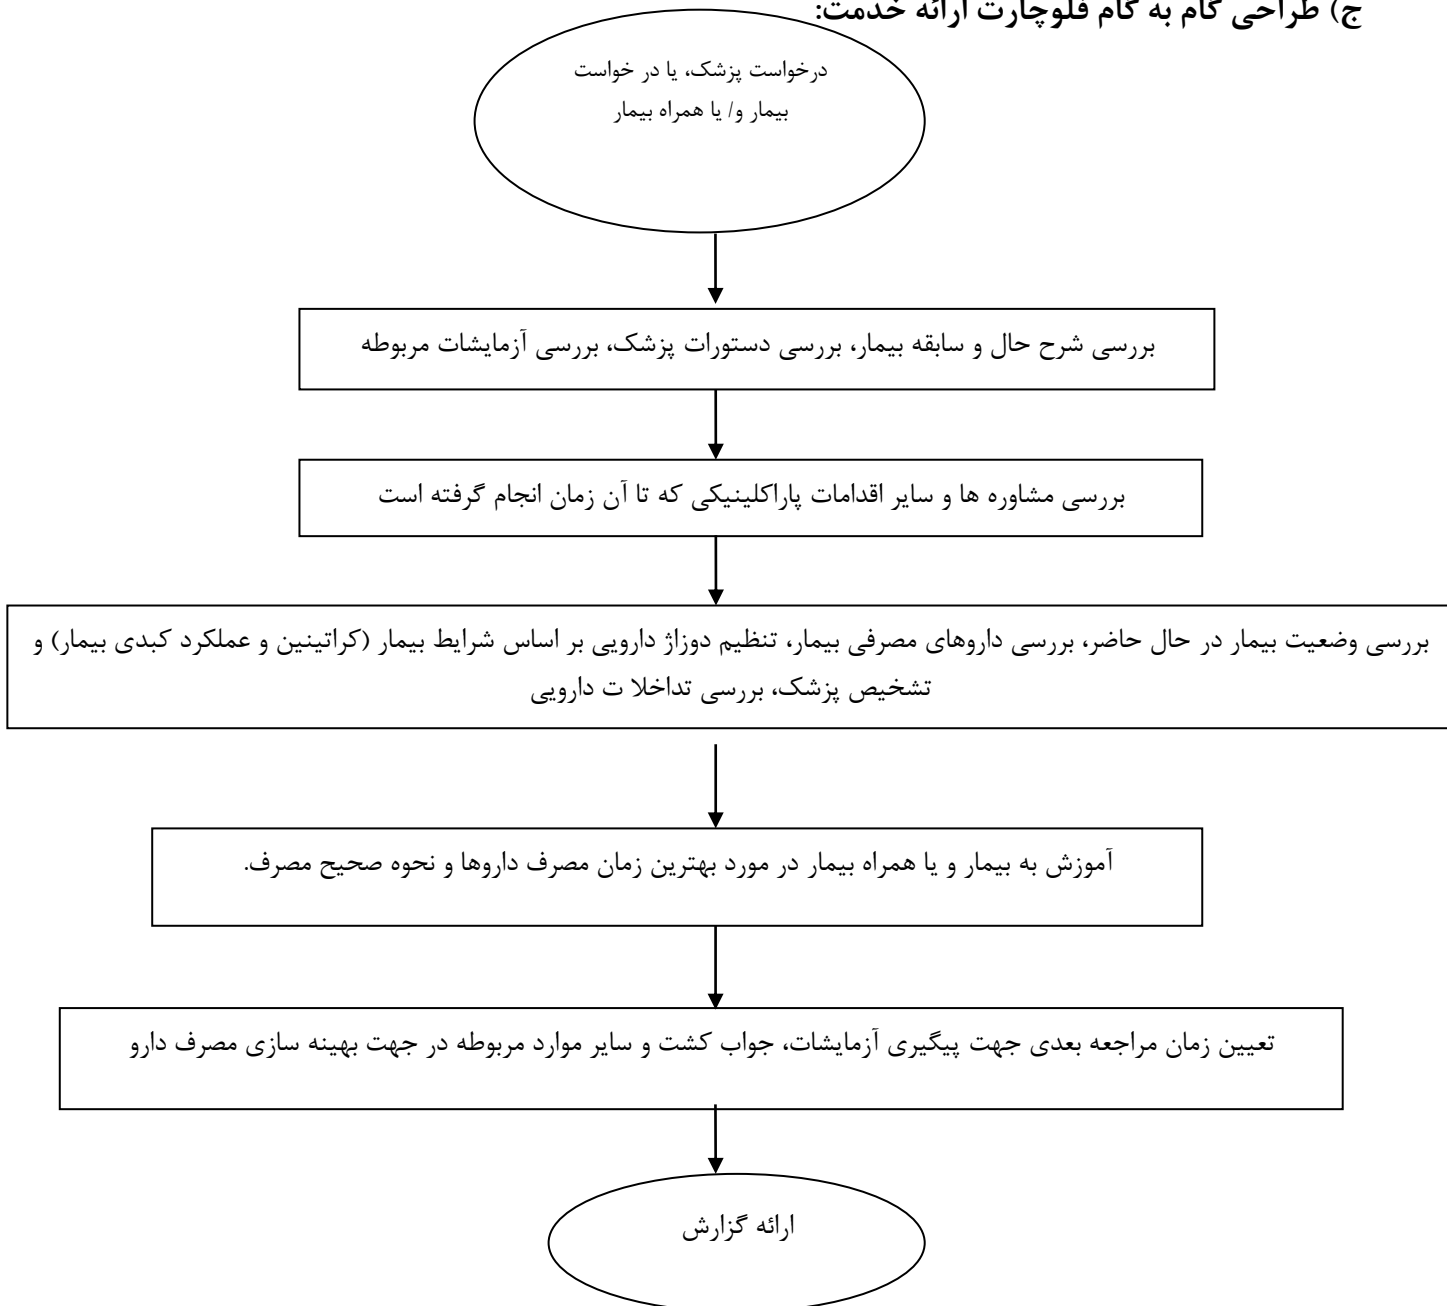 ج) طراحی گام به گام فلوچارت ارائه خدمت:
درخواست پزشک، یا در خواست
بیمار و/ یا همراه بیمار
بررسی شرح حال و سابقه بیمار، بررسی دستورات پزشک، بررسی آزمایشات مربوطه
بررسی مشاوره ها و سایر اقدامات پاراکلینیکی که تا آن زمان انجام گرفته است
بررسی وضعیت بیمار در حال حاضر، بررسی داروهای مصرفی بیمار، تنظیم دوزاژ دارویی بر اساس شرایط بیمار (کراتینین و عملکرد کبدی بیمار) و
تشخیص پزشک، بررسی تداخلا ت دارویی
آموزش به بیمار و یا همراه بیمار در مورد بهترین زمان مصرف داروها و نحوه صحیح مصرف.
تعیین زمان مراجعه بعدی جهت پیگیری آزمایشات، جواب کشت و سایر موارد مربوطه در جهت بهینه سازی مصرف دارو
ارائه گزارش